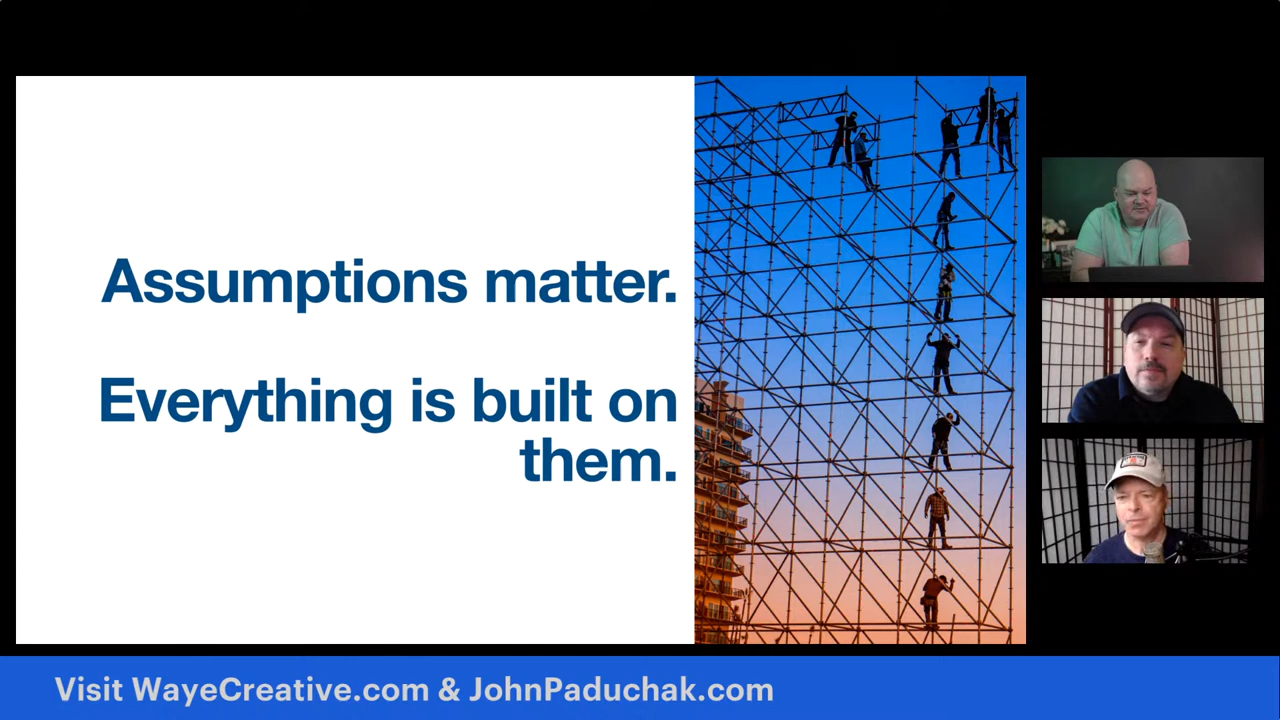 Assumptions matter.
Everything is built on
them.
Visit WayeCreative.com & JohnPaduchak.com